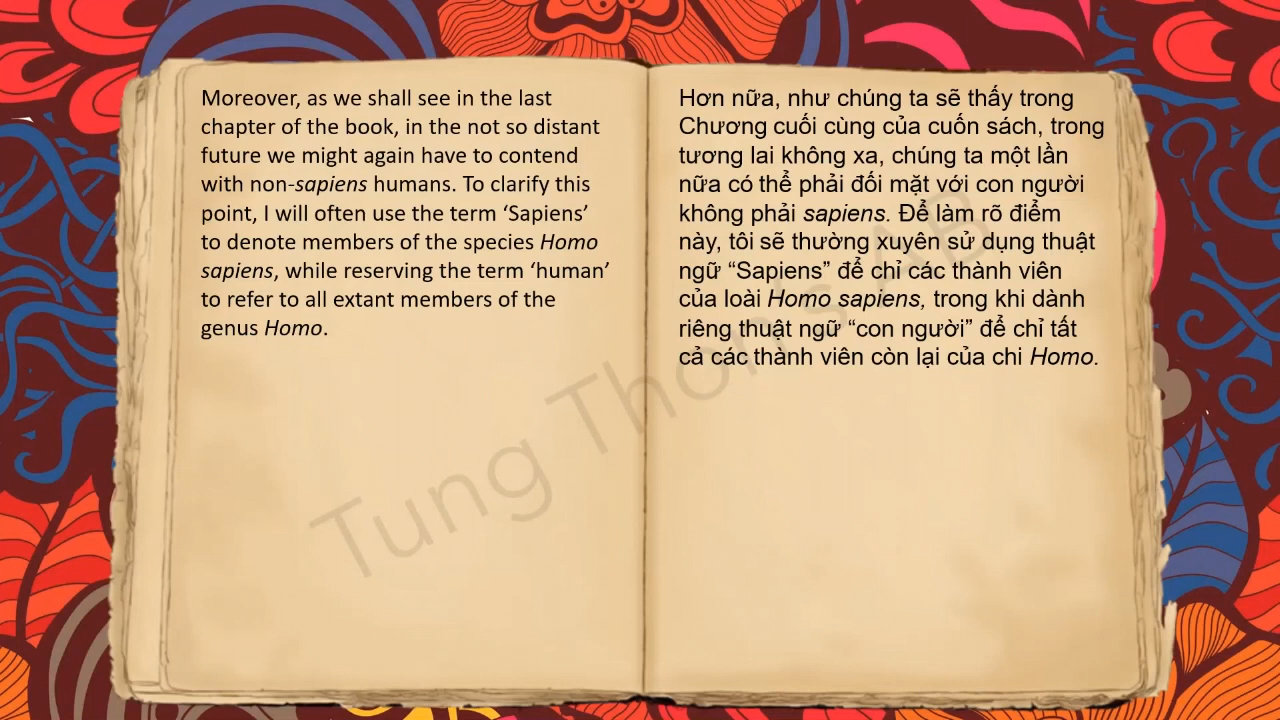 Moreover, as we shall see in the last
chapter of the book, in the not so distant
future we might again have to contend
with non-sapiens humans. To clarify this
point, I will often use the term ‘Sapiens’
to denote members of the species Homo
sapiens, while reserving the term ‘human’
to refer to all extant members of the
genus Homo.
Hơn nữa, như chúng ta sẽ thấy trong
Chương cuối cùng của cuốn sách, trong
tương lai không xa, chúng ta một lần
nữa có thể phải đối mặt với con người
không phải sapiens. Để làm rõ điểm
này, tôi sẽ thường xuyên sử dụng thuật
ngữ “Sapiens” để chỉ các thành viên
của loài Homo sapiens, trong khi dành
riêng thuật ngữ “con người” để chỉ tất
cả các thành viên còn lại của chi Homo.
Tung Thon's AB